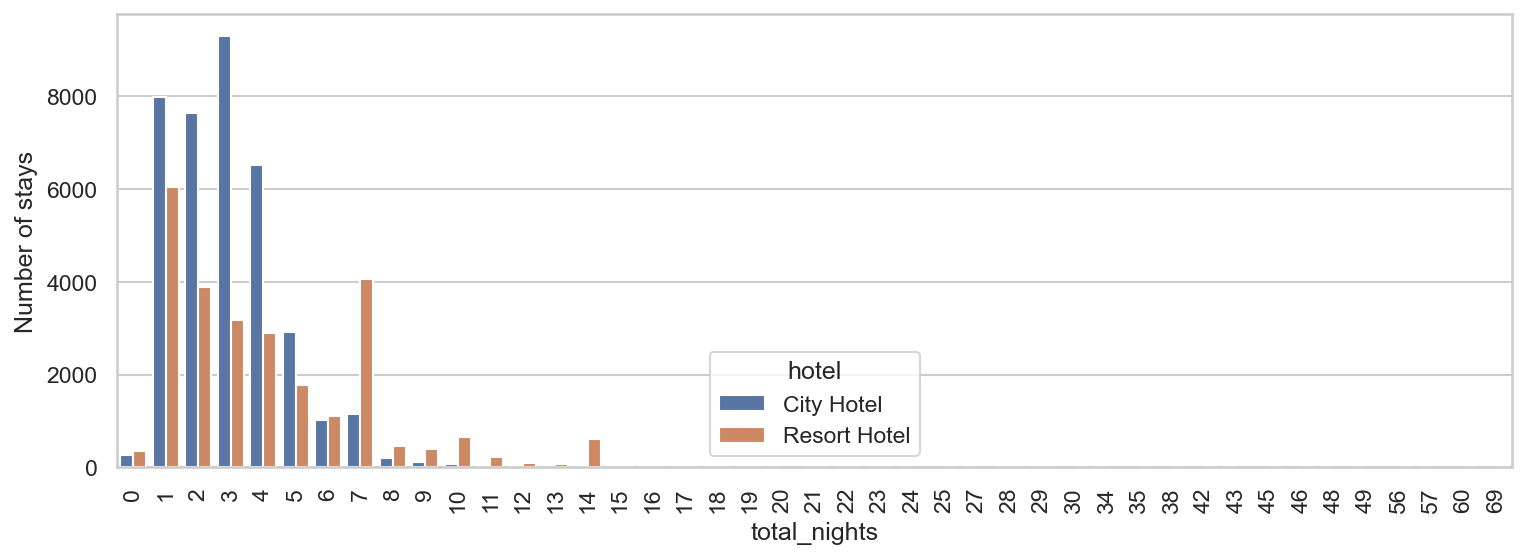 Number of stays
8000
6000
4000
2000
0
hotel
City Hotel
Resort Hotel
0 1 2 3 4 5 6 7 8 9 10 11 12 13 14 15 16 17 18 19 20 21 22 23 24 25 27 28 29 30 34 35 38 42 43 45 46 48 49 56 57 60 69
total_nights